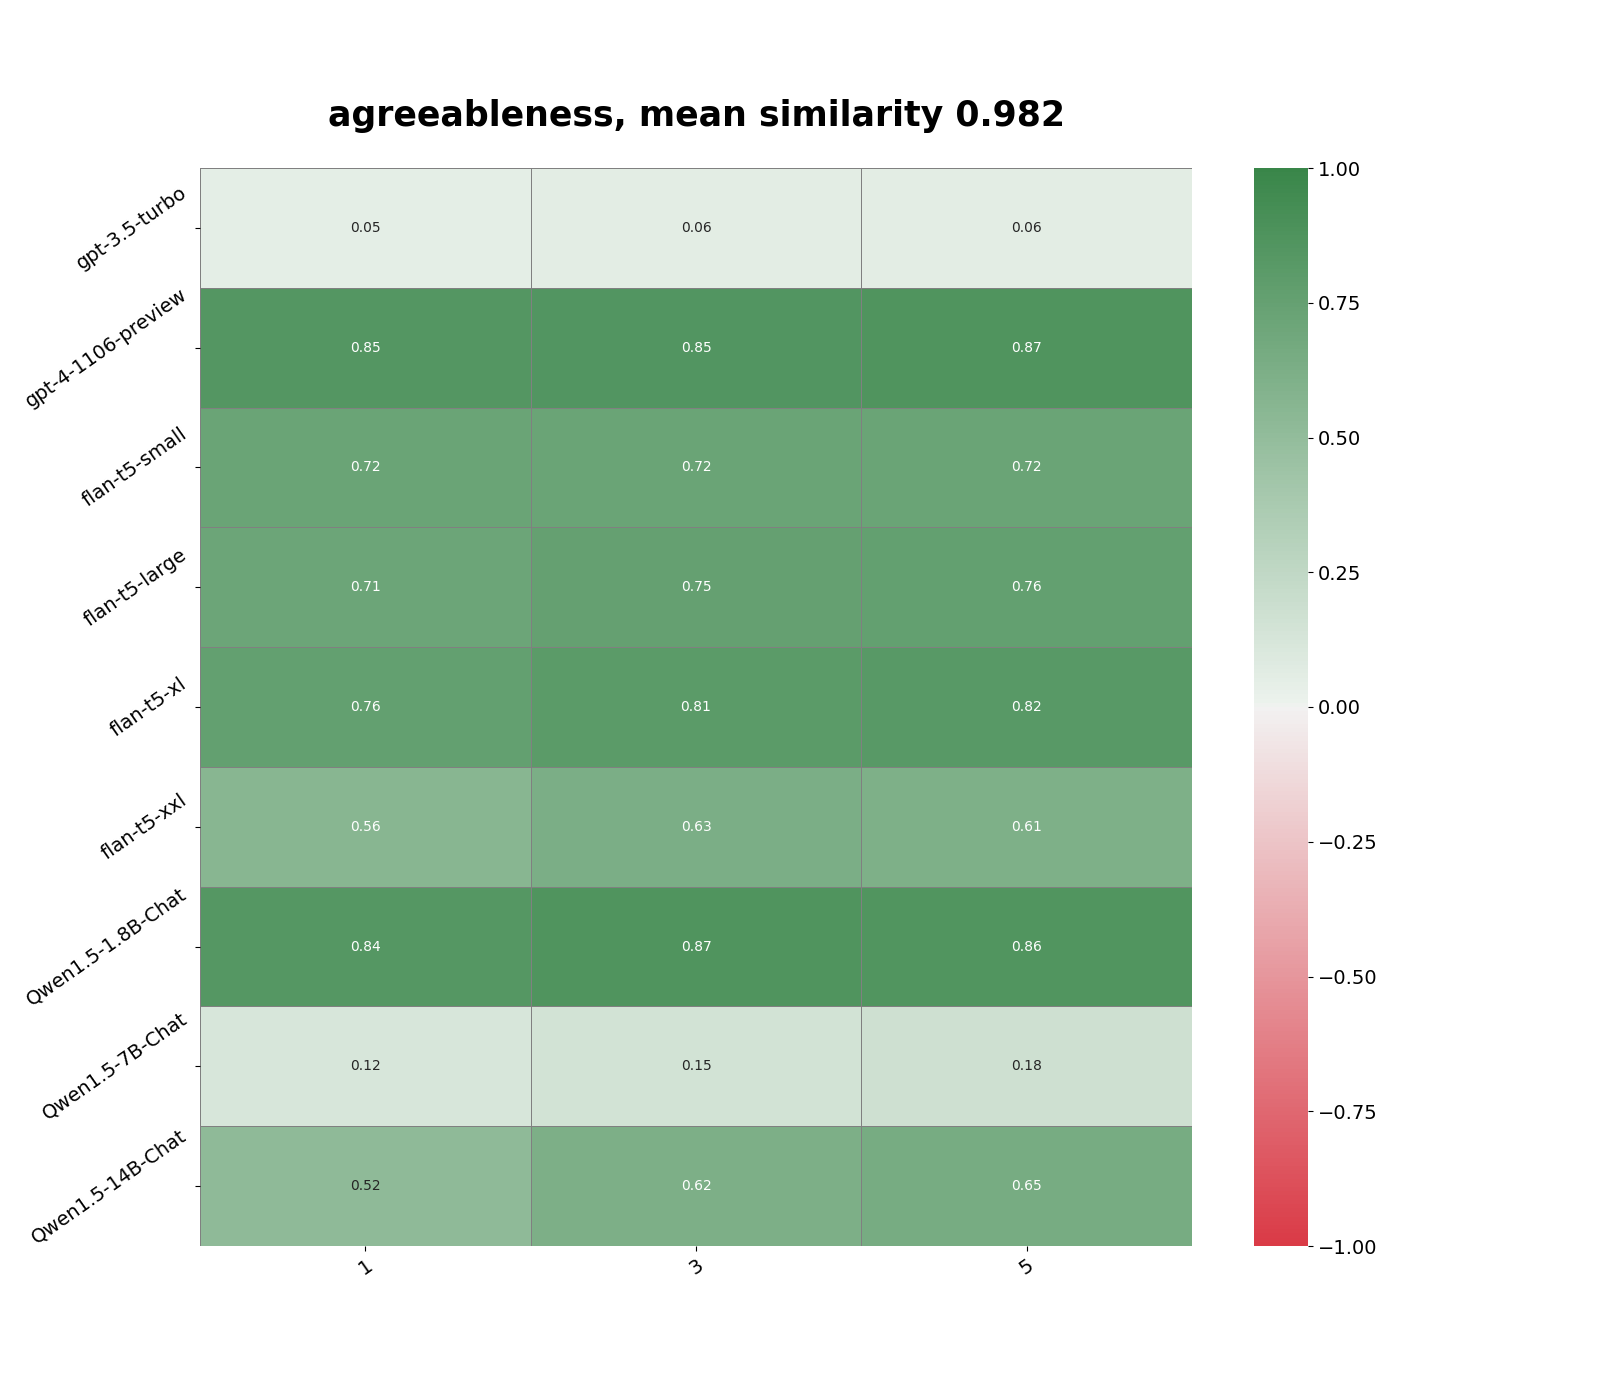 agreeableness, mean similarity 0.982
gpt-3.5-turbo 0.05 0.06 0.06
gpt-4-1106-preview 0.85 0.85 0.87
flan-t5-small 0.72 0.72 0.72
flan-t5-large 0.71 0.75 0.76
flan-t5-xl 0.76 0.81 0.82
flan-t5-xxl 0.56 0.63 0.61
Qwen1.5-1.8B-Chat 0.84 0.87 0.86
Qwen1.5-7B-Chat 0.12 0.15 0.18
Qwen1.5-14B-Chat 0.52 0.62 0.65
1 3 5
1.00
0.75
0.50
0.25
0.00
−0.25
−0.50
−0.75
−1.00